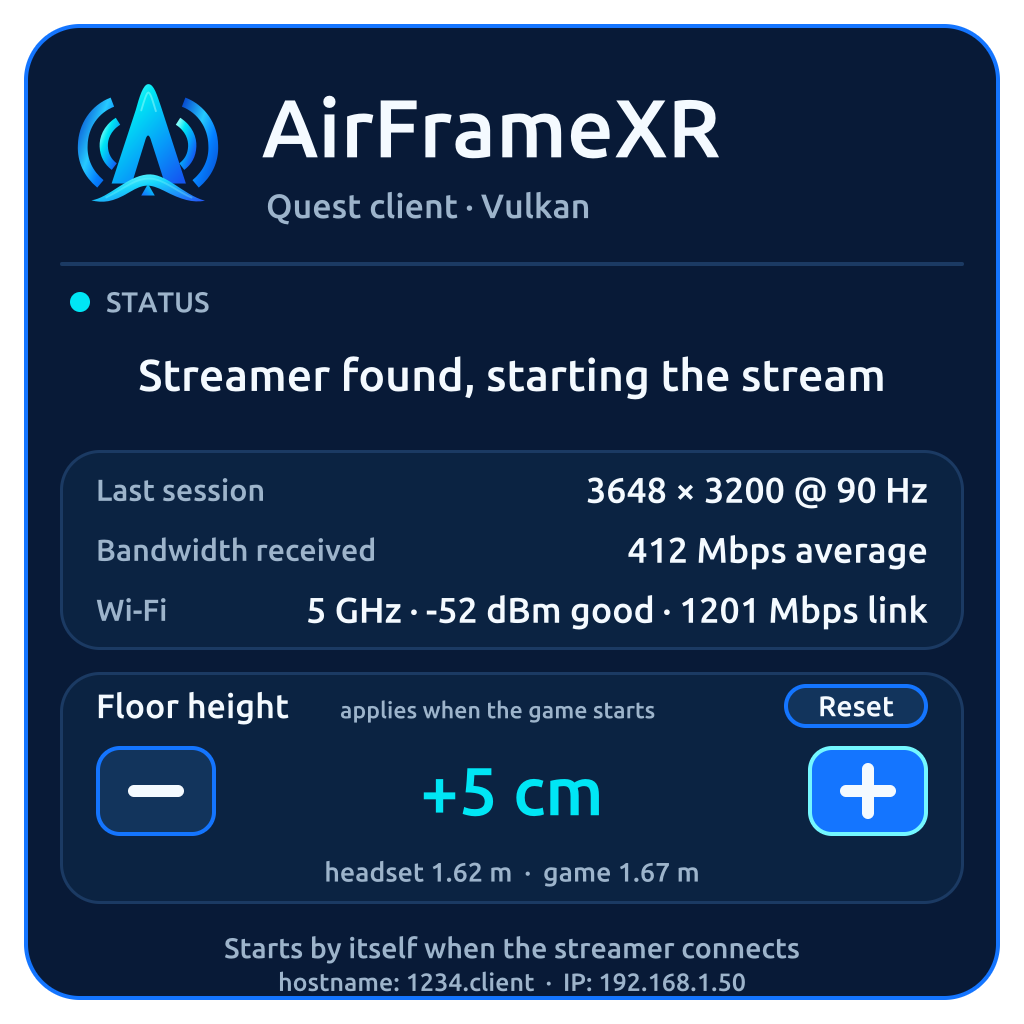 AirFrameXR
Quest client · Vulkan
STATUS
Streamer found, starting the stream
Last session 3648 × 3200 @ 90 Hz
Bandwidth received 412 Mbps average
Wi-Fi 5 GHz · -52 dBm good · 1201 Mbps link
Floor height applies when the game starts Reset
+5 cm
headset 1.62 m · game 1.67 m
Starts by itself when the streamer connects
hostname: 1234.client · IP: 192.168.1.50